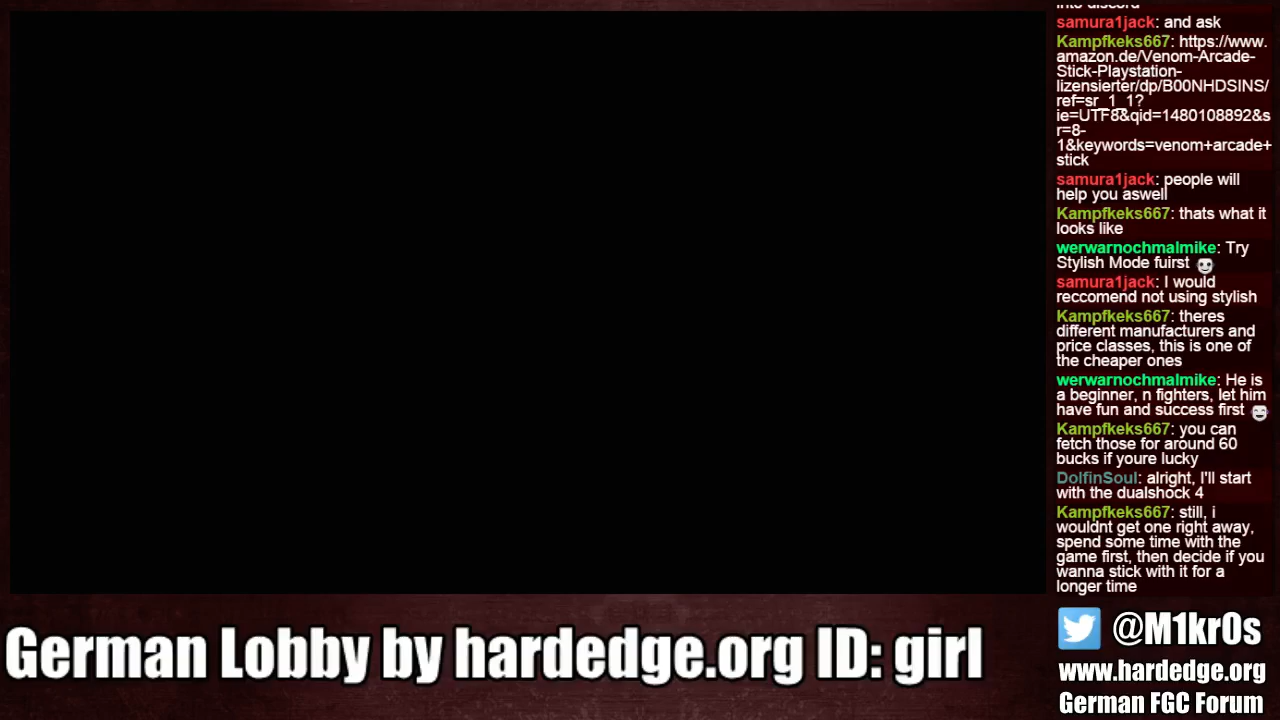 into discord
samura1jack: and ask
Kampfkeks667: https://www.
amazon.de/Venom-Arcade-
Stick-Playstation-
lizensierter/dp/B00NHDSINS/
ref=sr_1_1?
ie=UTF8&qid=1480108892&s
r=8-
1&keywords=venom+arcade+
stick
samura1jack: people will
help you aswell
Kampfkeks667: thats what it
looks like
werwarnochmalmike: Try
Stylish Mode fuirst
samura1jack: I would
reccomend not using stylish
Kampfkeks667: theres
different manufacturers and
price classes, this is one of
the cheaper ones
werwarnochmalmike: He is
a beginner, n fighters, let him
have fun and success first
Kampfkeks667: you can
fetch those for around 60
bucks if youre lucky
DolfinSoul: alright, I'll start
with the dualshock 4
Kampfkeks667: still, i
wouldnt get one right away,
spend some time with the
game first, then decide if you
wanna stick with it for a
longer time
German Lobby by hardedge.org ID: girl
@M1kr0s
www.hardedge.org
German FGC Forum